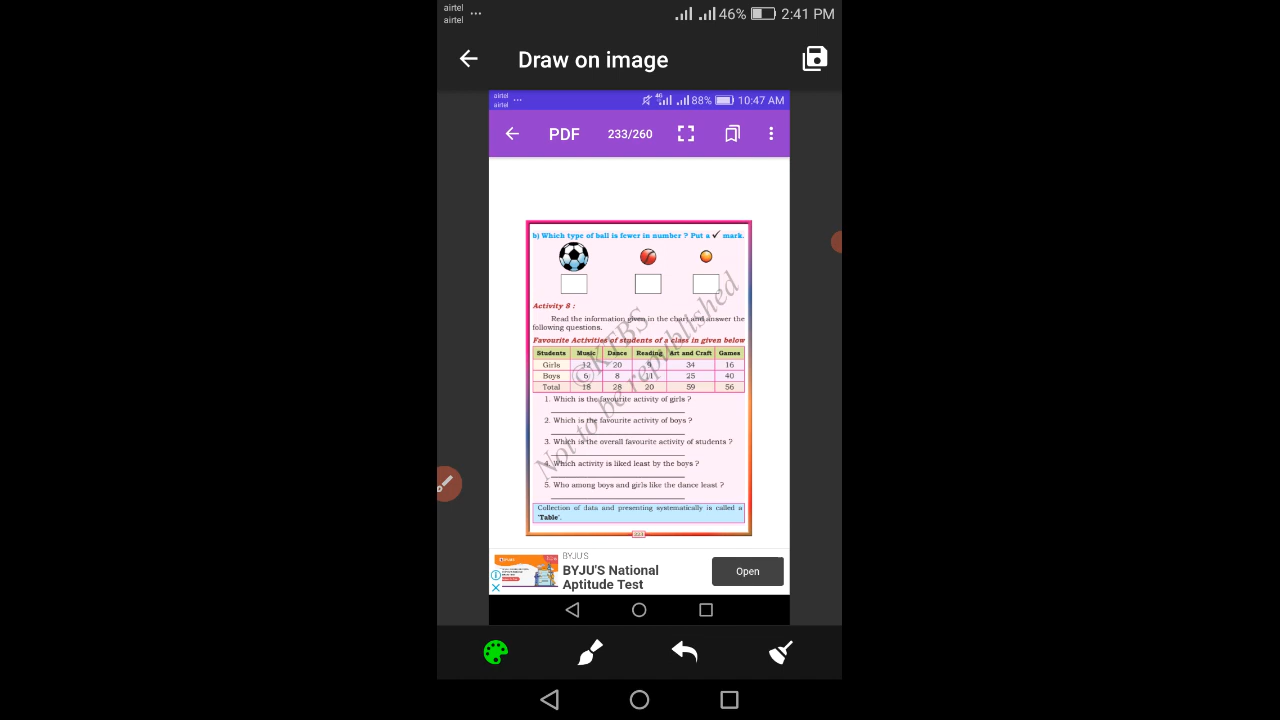 airtel
airtel ... 46% 2:41 PM
Draw on image
airtel
airtel ... 4G 88% 10:47 AM
PDF 233/260
b) Which type of ball is fewer in number ? Put a ✓ mark.
Activity 8 :
Read the information given in the chart and answer the
following questions.
Favourite Activities of students of a class in given below
Students Music Dance Reading Art and Craft Games
Girls 12 20 9 34 16
Boys 6 8 11 25 40
Total 18 28 20 59 56
1. Which is the favourite activity of girls ?
2. Which is the favourite activity of boys ?
3. Which is the overall favourite activity of students ?
4. Which activity is liked least by the boys ?
5. Who among boys and girls like the dance least ?
Collection of data and presenting systematically is called a
'Table'.
©KTBS
Not to be republished
BYJU'S
BYJU'S National
Aptitude Test
Open